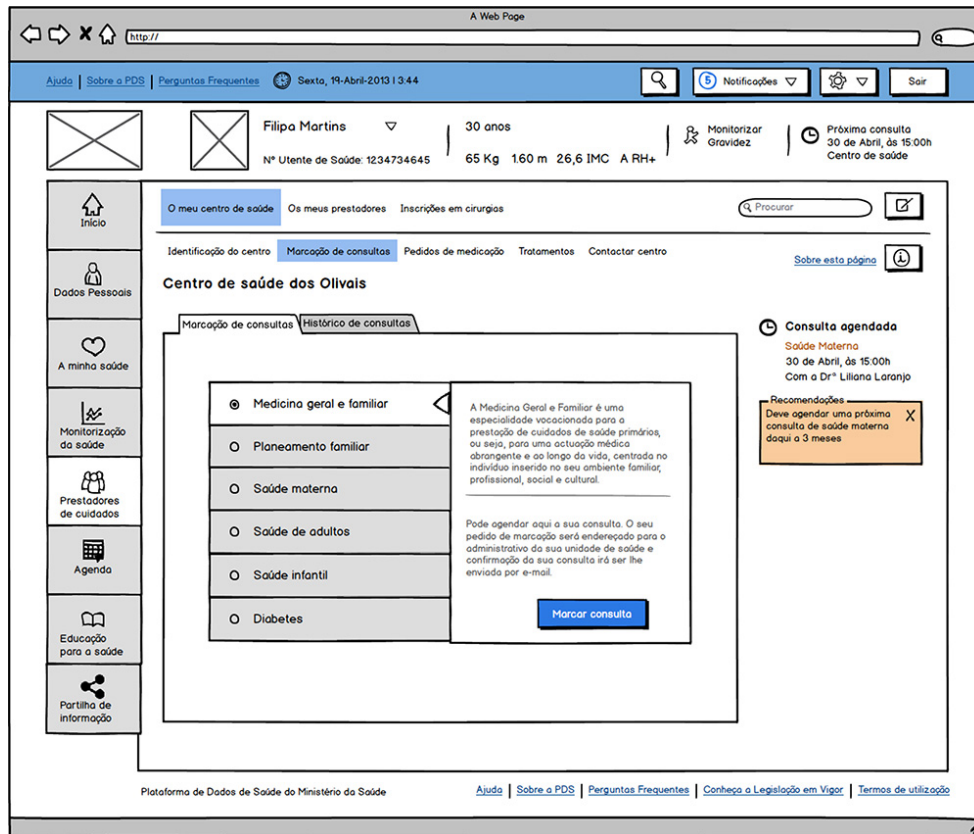 A Web Page
http://
Ajuda | Sobre a PDS | Perguntas Frequentes Sexta, 19-Abril-2013 | 3:44
5 Notificações Sair
Filipa Martins
Nº Utente de Saúde: 1234734645
30 anos
65 Kg 1.60 m 26,6 IMC A RH+
Monitorizar
Gravidez
Próxima consulta
30 de Abril, às 15:00h
Centro de saúde
Início
Dados Pessoais
A minha saúde
Monitorização
da saúde
Prestadores
de cuidados
Agenda
Educação
para a saúde
Partilha de
informação
O meu centro de saúde Os meus prestadores Inscrições em cirurgias
Procurar
Identificação do centro Marcação de consultas Pedidos de medicação Tratamentos Contactar centro
Sobre esta página
Centro de saúde dos Olivais
Marcação de consultas Histórico de consultas
Medicina geral e familiar
Planeamento familiar
Saúde materna
Saúde de adultos
Saúde infantil
Diabetes
A Medicina Geral e Familiar é uma
especialidade vocacionada para a
prestação de cuidados de saúde primários,
ou seja, para uma actuação médica
abrangente e ao longo da vida, centrada no
indivíduo inserido no seu ambiente familiar,
profissional, social e cultural.
Pode agendar aqui a sua consulta. O seu
pedido de marcação será endereçado para o
administrativo da sua unidade de saúde e
confirmação da sua consulta irá ser lhe
enviada por e-mail.
Marcar consulta
Consulta agendada
Saúde Materna
30 de Abril, às 15:00h
Com a Drª Liliana Laranjo
Recomendações
Deve agendar uma próxima
consulta de saúde materna
daqui a 3 meses
X
Plataforma de Dados de Saúde do Ministério da Saúde
Ajuda | Sobre a PDS | Perguntas Frequentes | Conheça a Legislação em Vigor | Termos de utilização